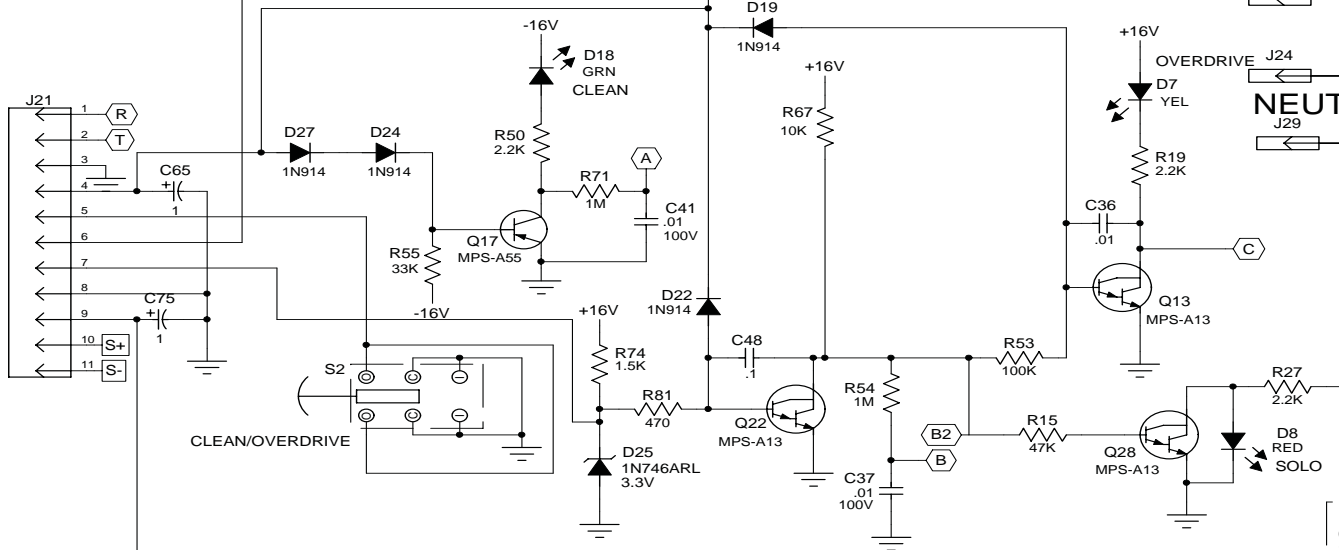 D19
1N914
-16V
D18
GRN
CLEAN
+16V
OVERDRIVE
J24
D7
YEL
NEUT
J29
+16V
R67
10K
J21
1
R
2
T
3
4
5
6
7
8
9
10
S+
11
S-
C65
+
1
C75
+
1
D27
1N914
D24
1N914
R50
2.2K
A
R71
1M
C41
.01
100V
R19
2.2K
C36
.01
C
Q17
MPS-A55
R55
33K
-16V
Q13
MPS-A13
D22
1N914
+16V
R74
1.5K
C48
.1
R53
100K
S2
O
C
I
O
C
I
CLEAN/OVERDRIVE
R81
470
Q22
MPS-A13
R54
1M
R27
2.2K
B2
R15
47K
B
Q28
MPS-A13
D8
RED
SOLO
D25
1N746ARL
3.3V
C37
.01
100V